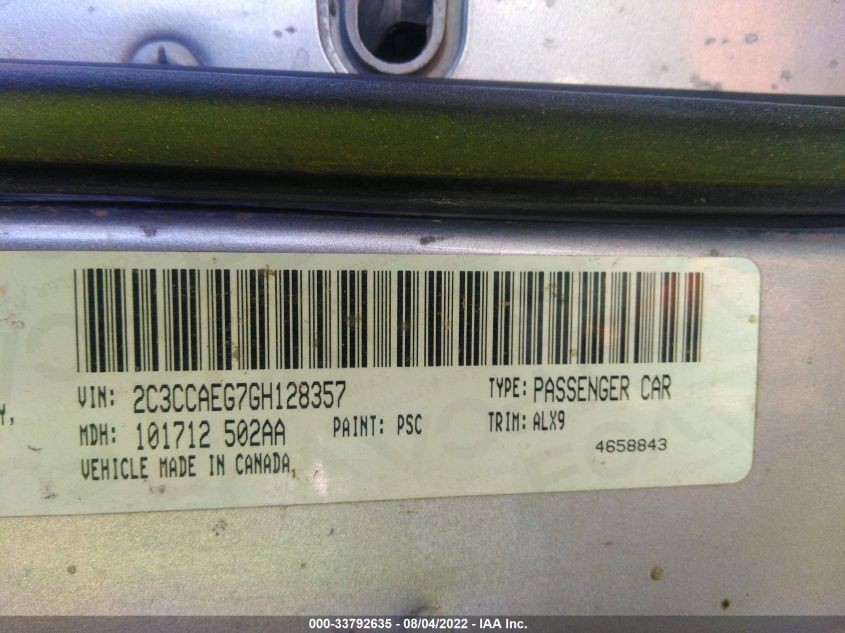 VIN: 2C3CCAEG7GH128357
TYPE: PASSENGER CAR
Y,
MDH: 101712 502AA
PAINT: PSC
TRIM: ALX9
4658843
VEHICLE MADE IN CANADA,
000-33792635 - 08/04/2022 - IAA Inc.